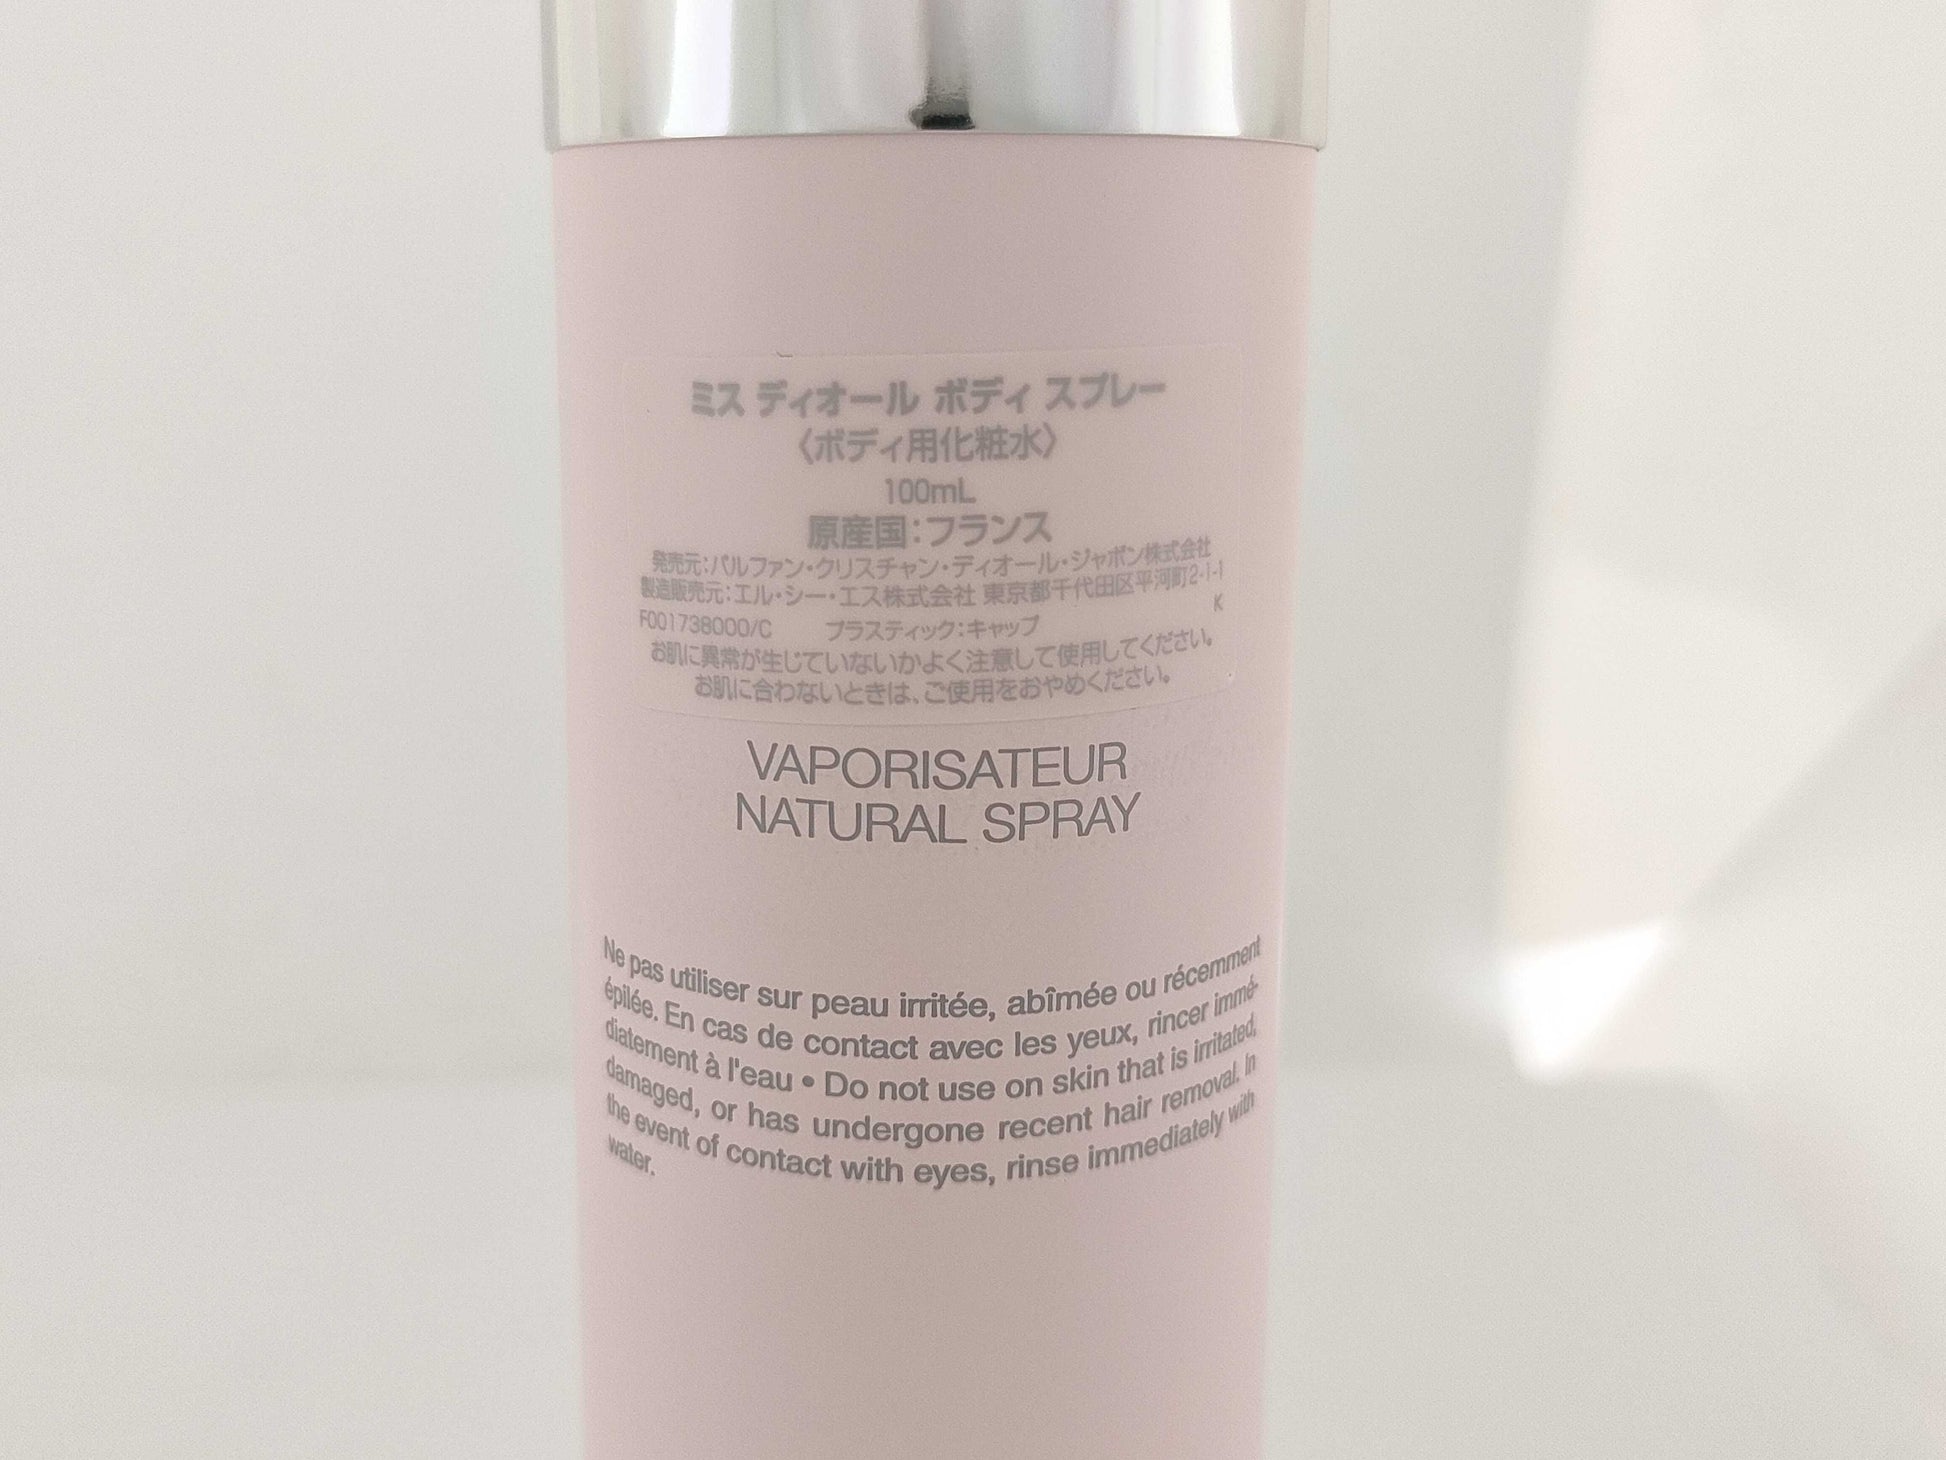 ミス ディオール ボディ スプレー
〈ボディ用化粧水〉
100mL
原産国:フランス
発売元:パルファン・クリスチャン・ディオール・ジャポン株式会社
製造販売元:エル・シー・エス株式会社 東京都千代田区平河町2-1-1
K
F001738000/C プラスティック:キャップ
お肌に異常が生じていないかよく注意して使用してください。
お肌に合わないときは、ご使用をおやめください。
VAPORISATEUR
NATURAL SPRAY
Ne pas utiliser sur peau irritée, abîmée ou récemment
épilée. En cas de contact avec les yeux, rincer immé-
diatement à l'eau • Do not use on skin that is irritated,
damaged, or has undergone recent hair removal. In
the event of contact with eyes, rinse immediately with
water.